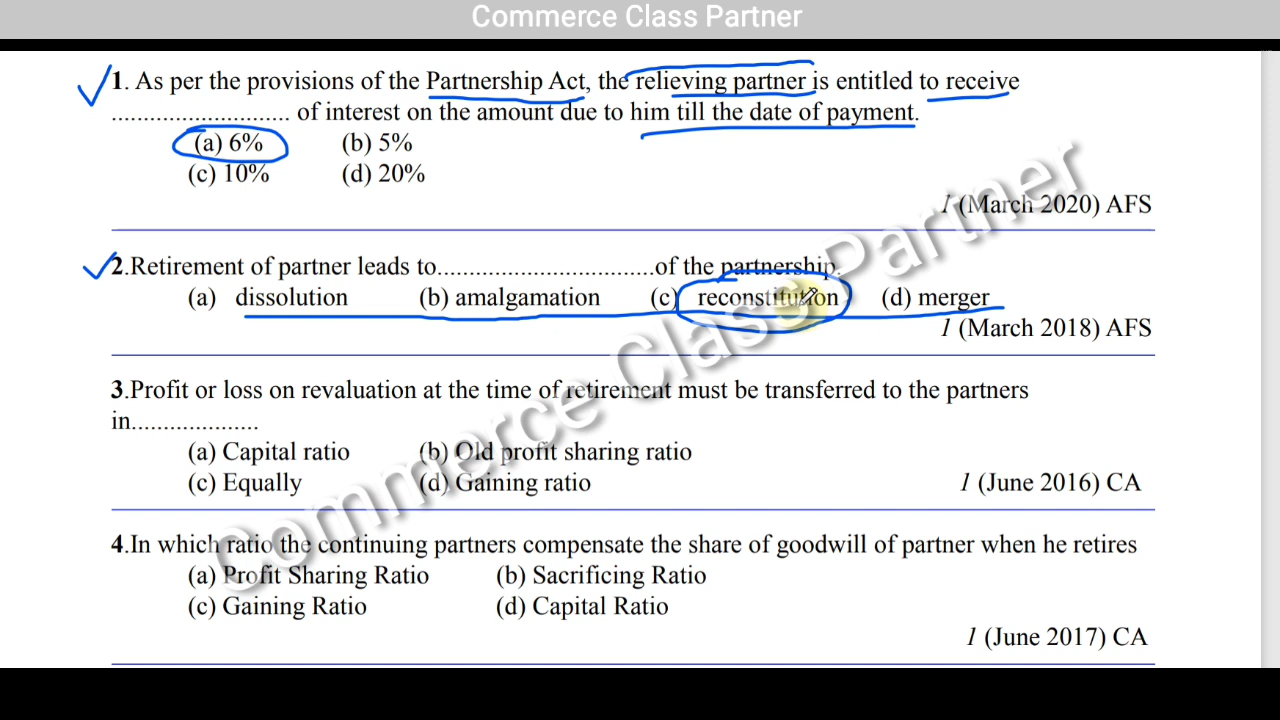 Commerce Class Partner
1. As per the provisions of the Partnership Act, the relieving partner is entitled to receive
............................ of interest on the amount due to him till the date of payment.
(a) 6% (b) 5%
(c) 10% (d) 20%
1 (March 2020) AFS
2.Retirement of partner leads to..................................of the partnership.
(a) dissolution (b) amalgamation (c) reconstitution (d) merger
1 (March 2018) AFS
3.Profit or loss on revaluation at the time of retirement must be transferred to the partners
in....................
(a) Capital ratio (b) Old profit sharing ratio
(c) Equally (d) Gaining ratio 1 (June 2016) CA
4.In which ratio the continuing partners compensate the share of goodwill of partner when he retires
(a) Profit Sharing Ratio (b) Sacrificing Ratio
(c) Gaining Ratio (d) Capital Ratio
1 (June 2017) CA
Commerce Class Partner